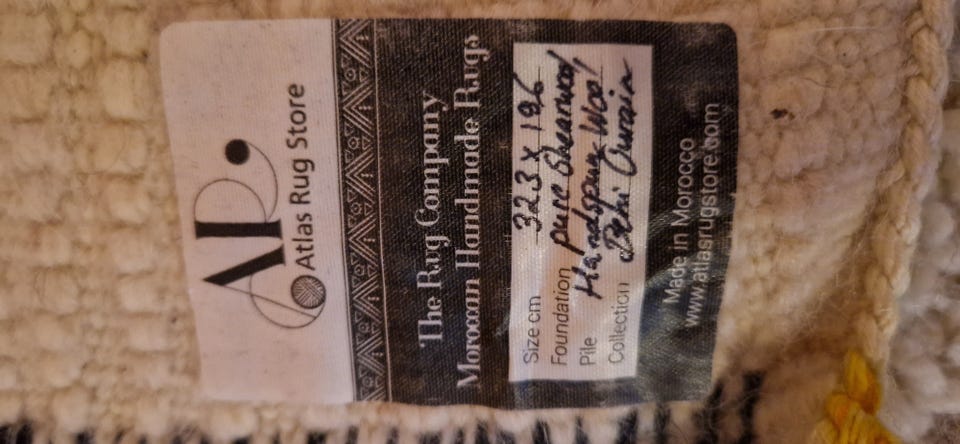 AP.
Atlas Rug Store
The Rug Company
Moroccan Handmade Rugs
Size cm 323 x 196
Foundation pure Shearwool
Pile Handspun Wool
Collection Beni Ourain
Made in Morocco
www.atlasrugstore.com